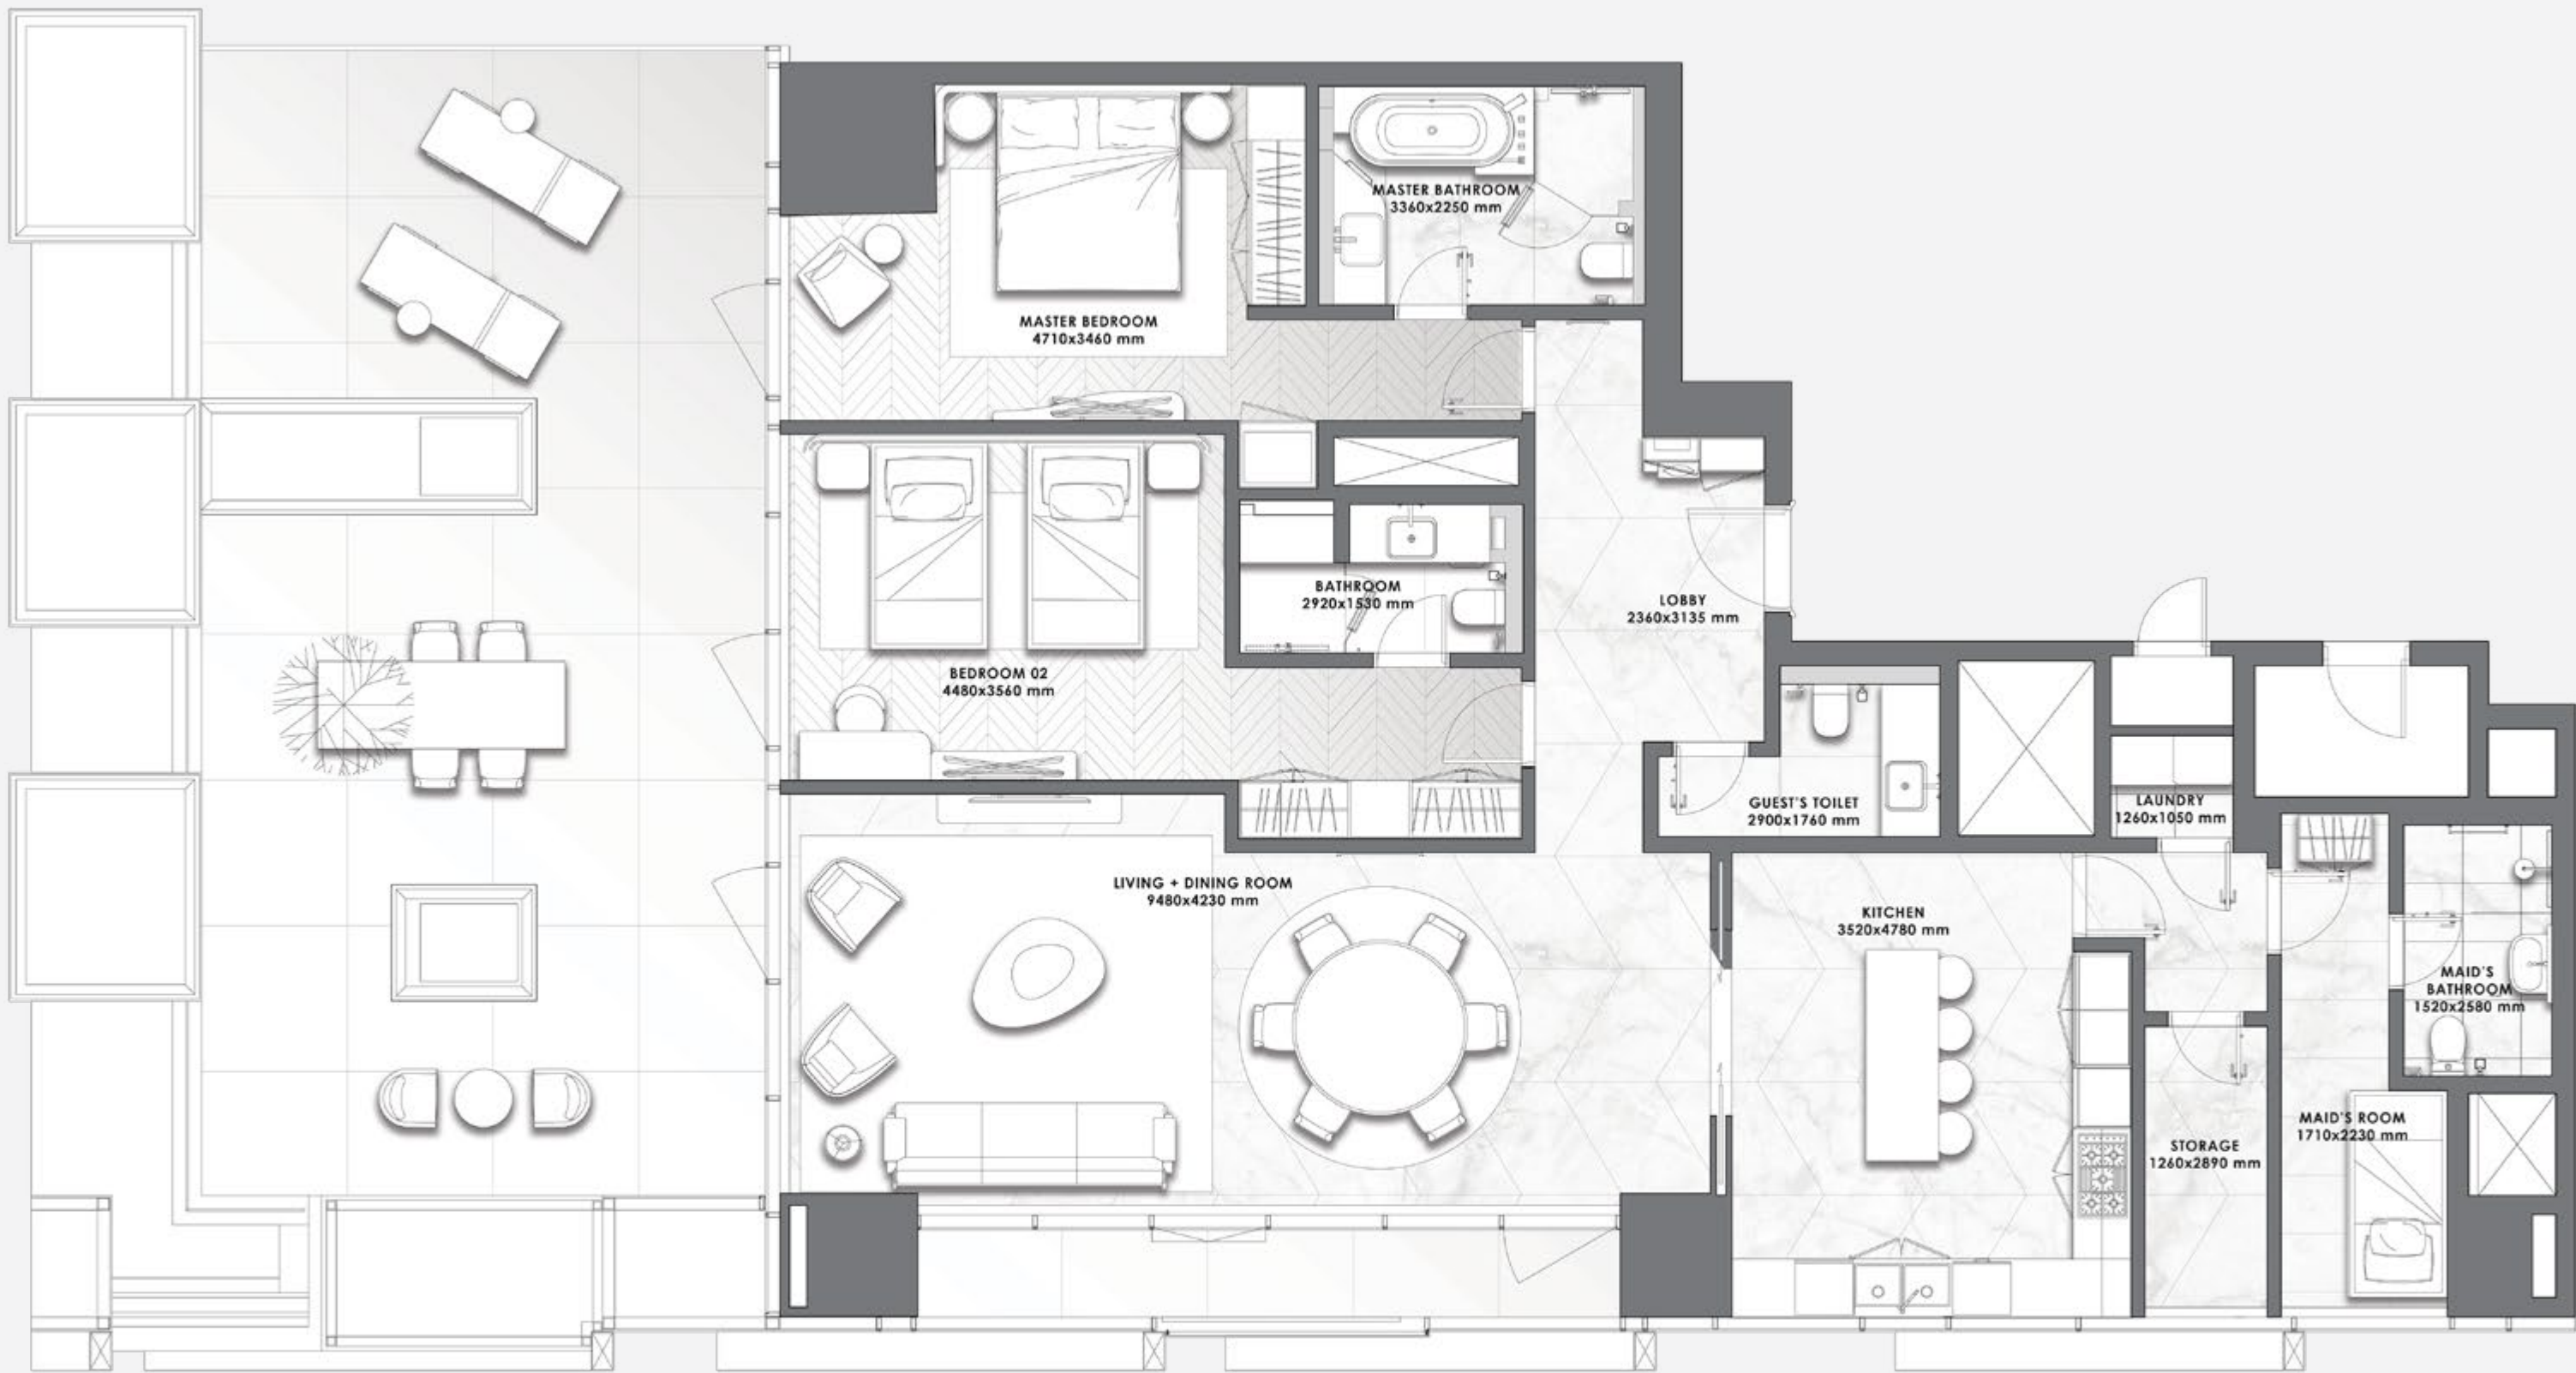 MASTER BATHROOM
3360x2250 mm
MASTER BEDROOM
4710x3460 mm
BATHROOM
2920x1530 mm
LOBBY
2360x3135 mm
BEDROOM 02
4480x3560 mm
GUEST'S TOILET
2900x1760 mm
LAUNDRY
1260x1050 mm
LIVING + DINING ROOM
9480x4230 mm
KITCHEN
3520x4780 mm
MAID'S
BATHROOM
1520x2580 mm
MAID'S ROOM
1710x2230 mm
STORAGE
1260x2890 mm